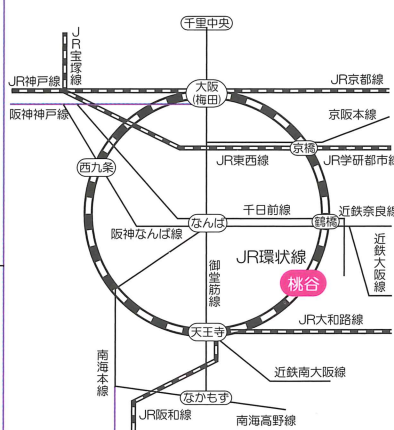 千里中央
JR宝塚線
JR神戸線
大阪
(梅田)
JR京都線
阪神神戸線
京阪本線
京橋
JR東西線
JR学研都市線
西九条
千日前線
近鉄奈良線
なんば
鶴橋
阪神なんば線
近鉄大阪線
JR環状線
御堂筋線
桃谷
JR大和路線
天王寺
南海本線
近鉄南大阪線
なかもず
JR阪和線
南海高野線